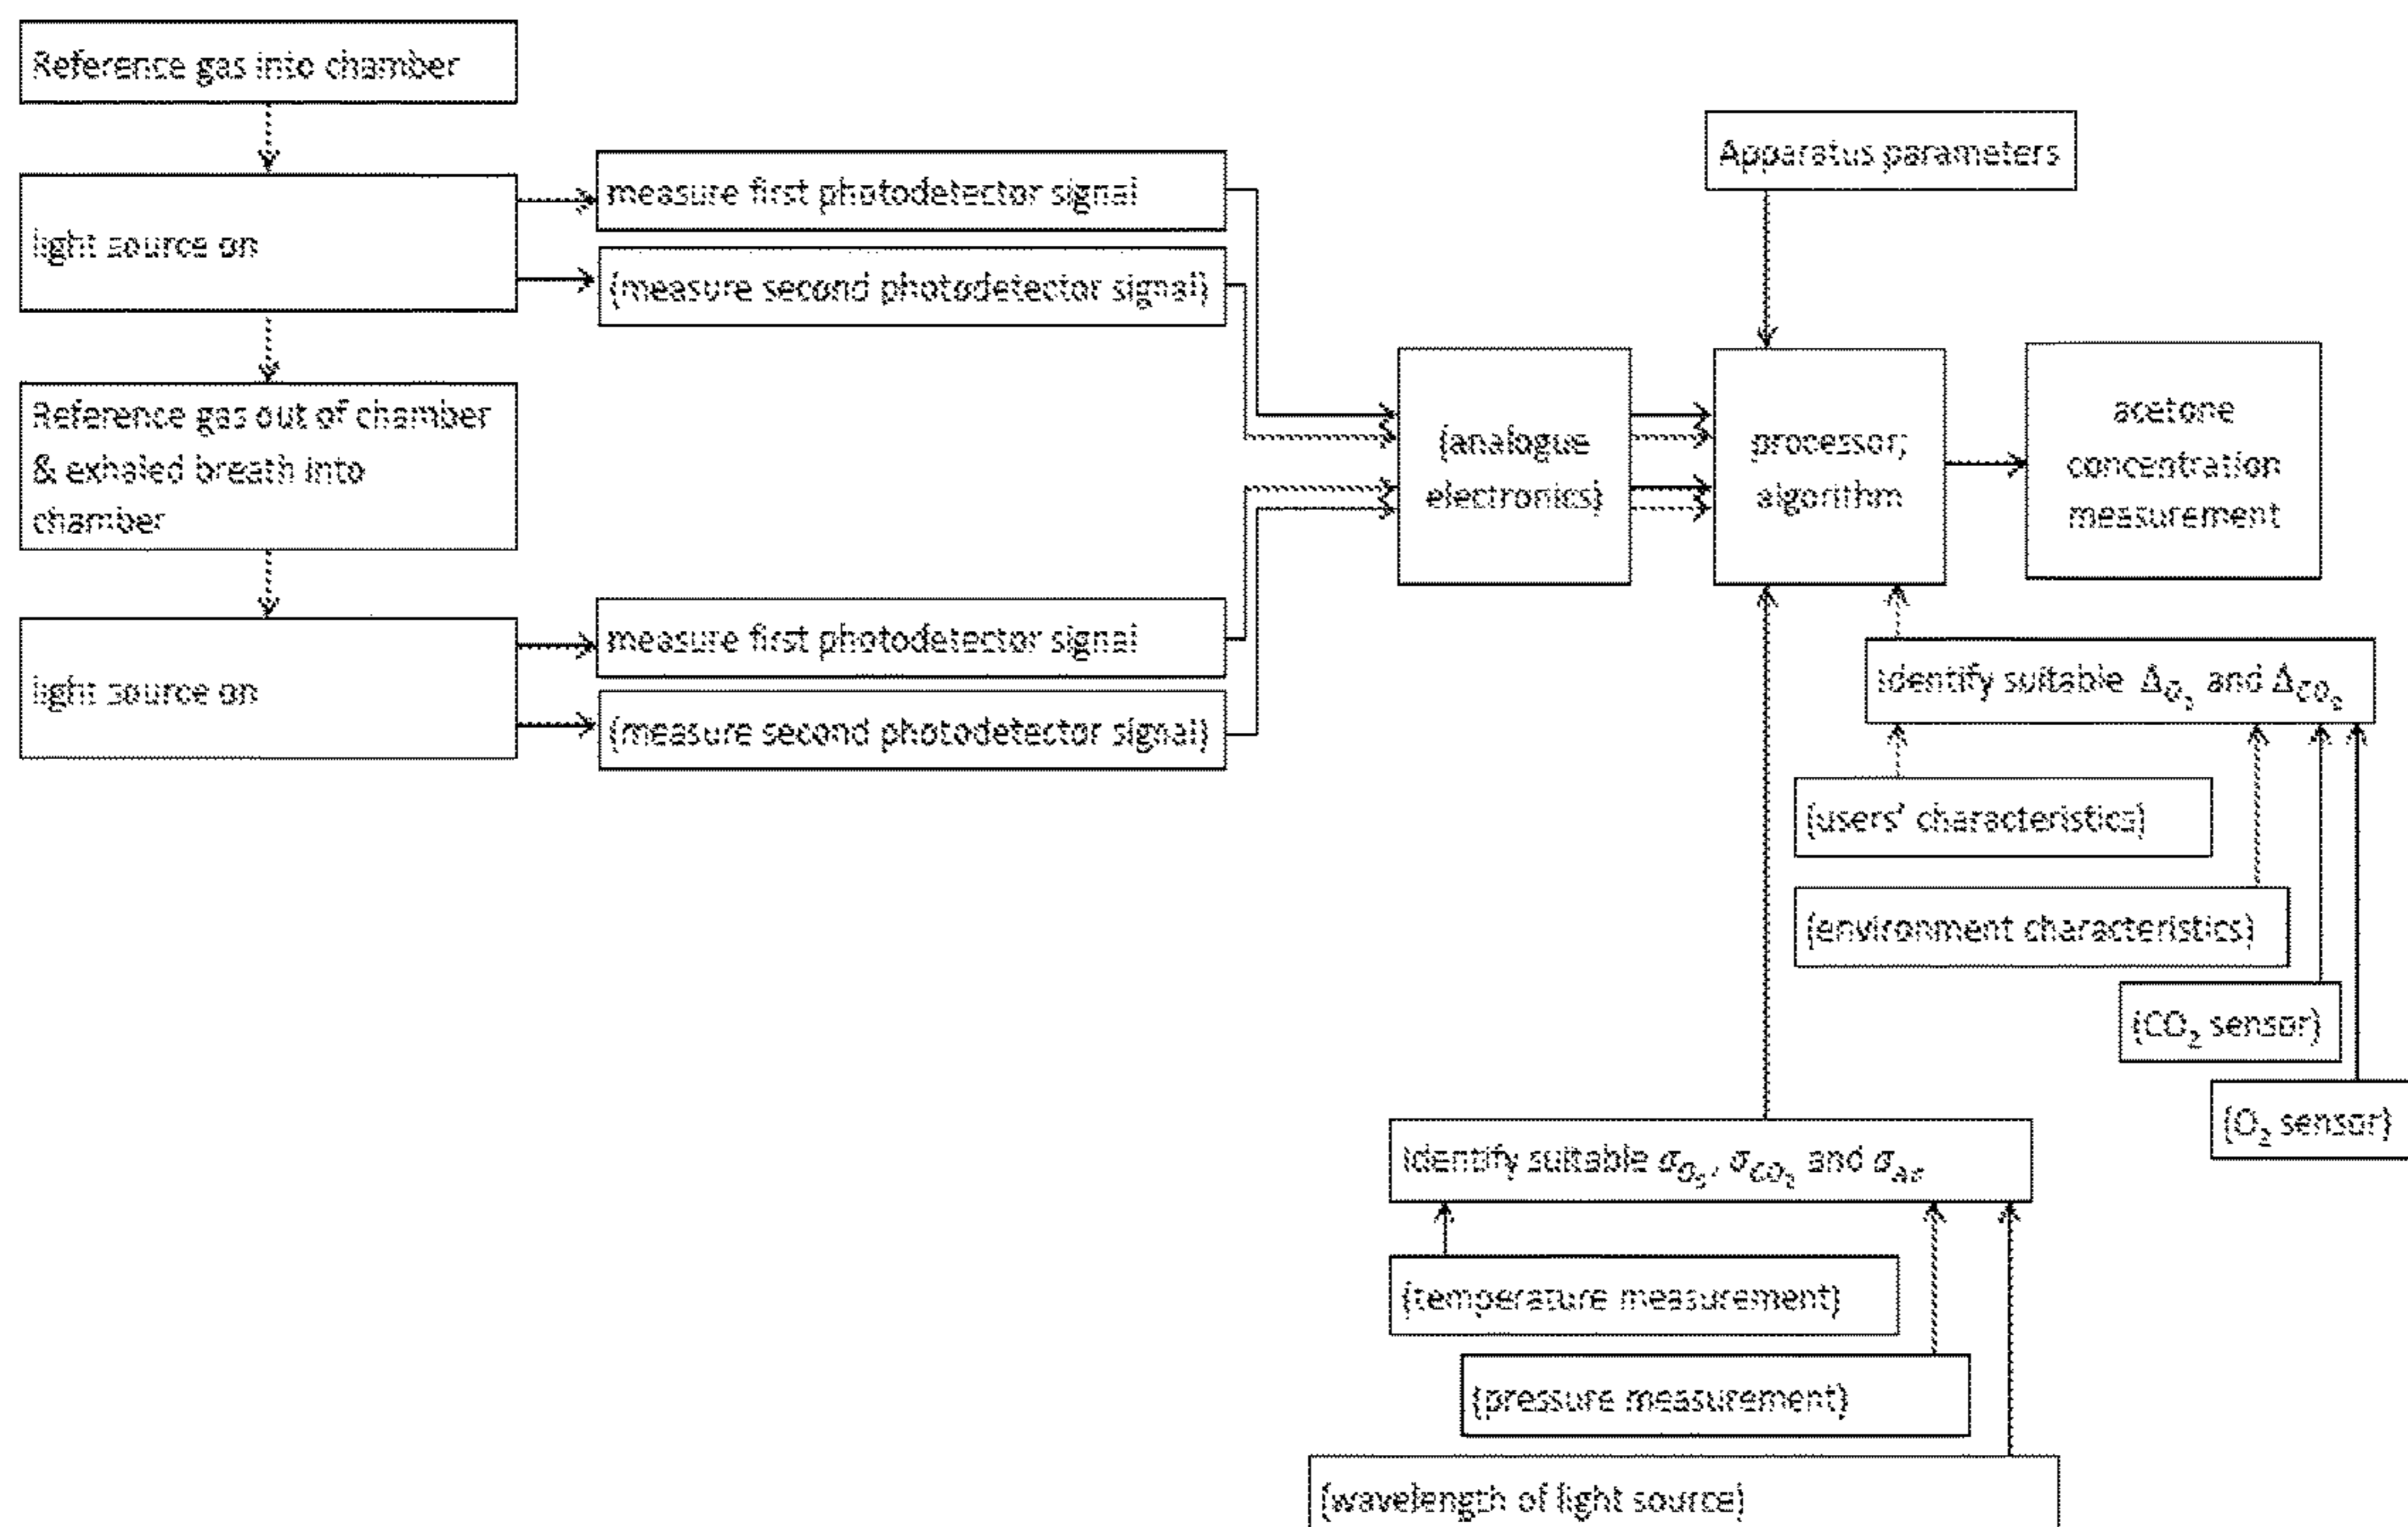 Reference gas into chamber
light source on
measure first photodetector signal
(measure second photodetector signal)
Reference gas out of chamber
& exhaled breath into
chamber
light source on
measure first photodetector signal
(measure second photodetector signal)
(analogue
electronics)
Apparatus parameters
processor;
algorithm
acetone
concentration
measurement
Identify suitable Δ_O₂ and Δ_CO₂
(users' characteristics)
(environment characteristics)
(CO₂ sensor)
(O₂ sensor)
Identify suitable σ_O₂, σ_CO₂ and σ_Ac
(temperature measurement)
(pressure measurement)
(wavelength of light source)